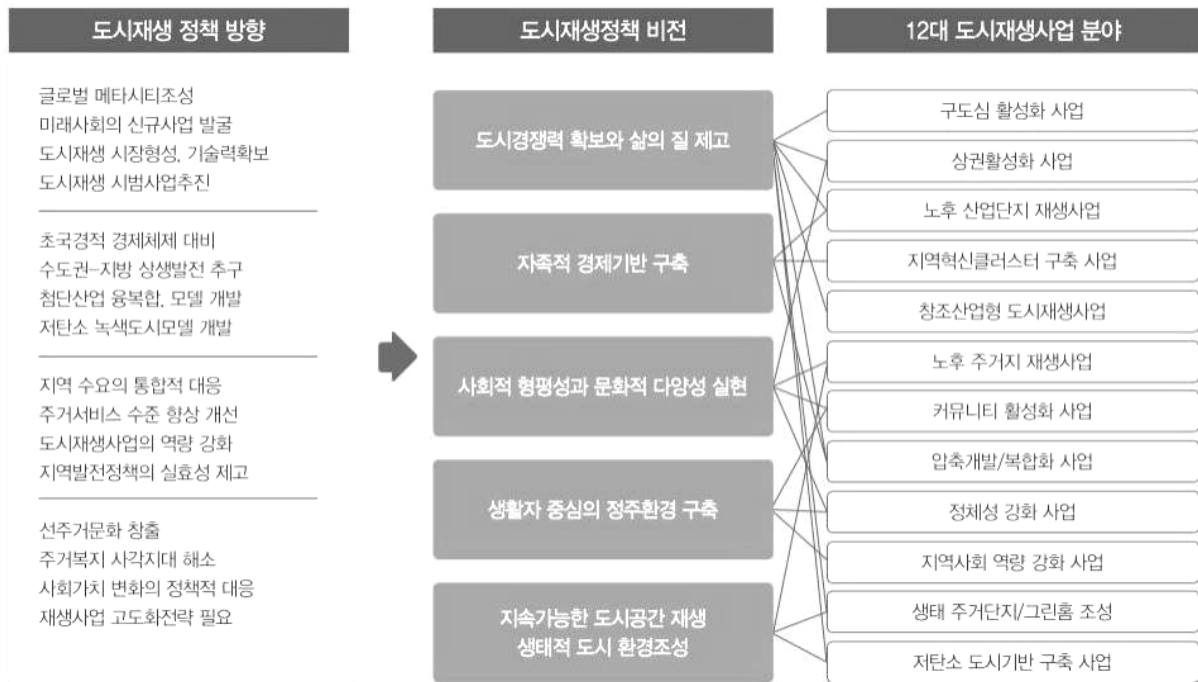 도시재생 정책 방향
글로벌 메타시티조성
미래사회의 신규사업 발굴
도시재생 시장형성, 기술력확보
도시재생 시범사업추진
초국경적 경제체제 대비
수도권-지방 상생발전 추구
첨단산업 융복합, 모델 개발
저탄소 녹색도시모델 개발
지역 수요의 통합적 대응
주거서비스 수준 향상 개선
도시재생사업의 역량 강화
지역발전정책의 실효성 제고
선주거문화 창출
주거복지 사각지대 해소
사회가치 변화의 정책적 대응
재생사업 고도화전략 필요
도시재생정책 비전
도시경쟁력 확보와 삶의 질 제고
자족적 경제기반 구축
사회적 형평성과 문화적 다양성 실현
생활자 중심의 정주환경 구축
지속가능한 도시공간 재생
생태적 도시 환경조성
12대 도시재생사업 분야
구도심 활성화 사업
상권활성화 사업
노후 산업단지 재생사업
지역혁신클러스터 구축 사업
창조산업형 도시재생사업
노후 주거지 재생사업
커뮤니티 활성화 사업
압축개발/복합화 사업
정체성 강화 사업
지역사회 역량 강화 사업
생태 주거단지/그린홈 조성
저탄소 도시기반 구축 사업